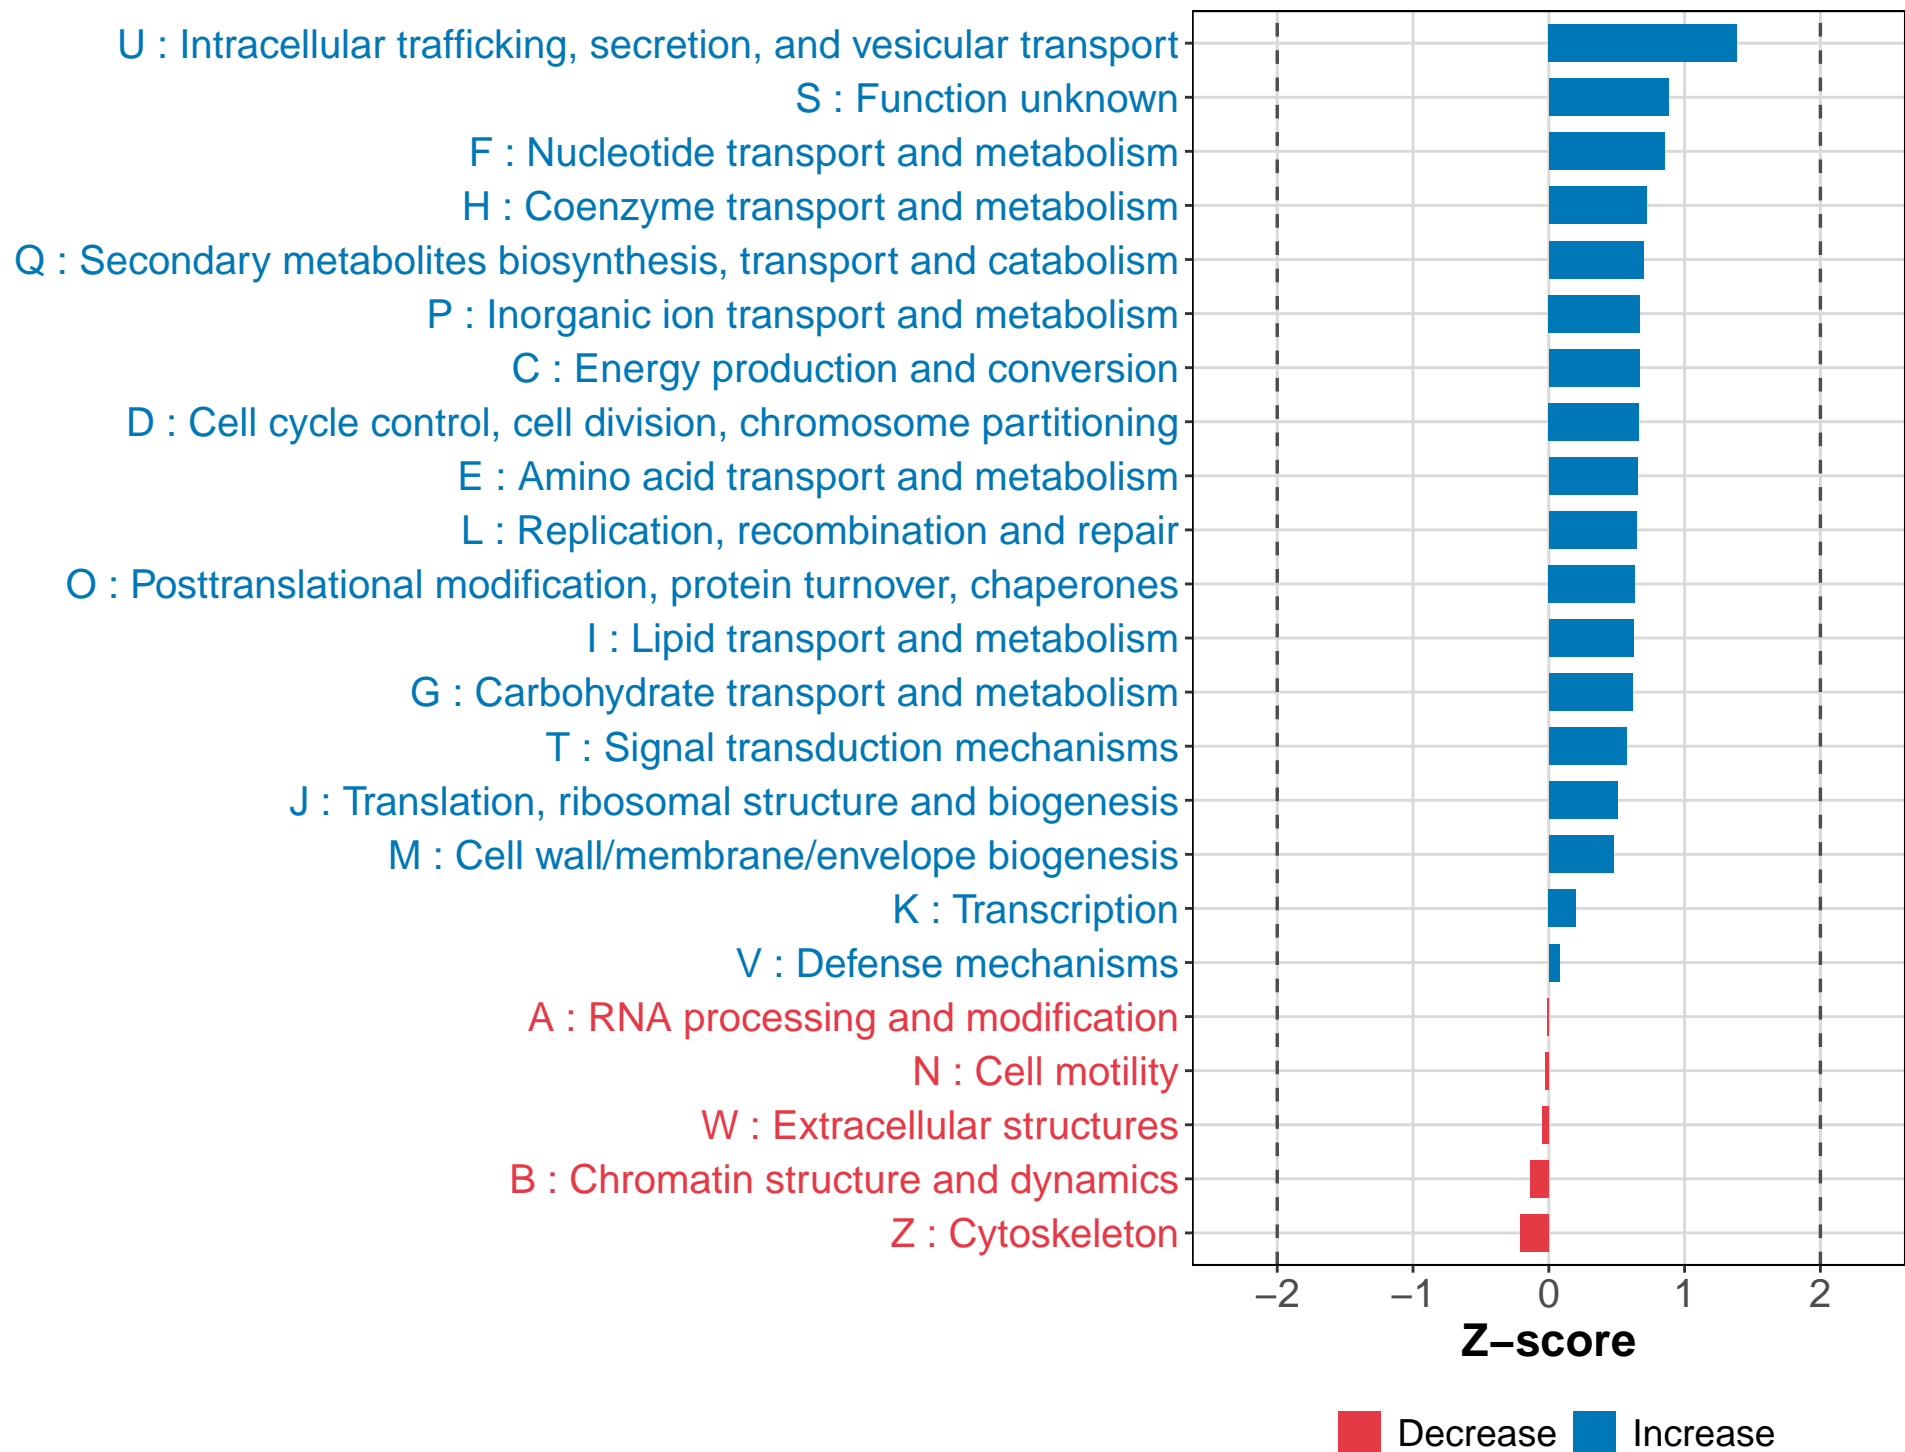 U : Intracellular trafficking, secretion, and vesicular transport
S : Function unknown
F : Nucleotide transport and metabolism
H : Coenzyme transport and metabolism
Q : Secondary metabolites biosynthesis, transport and catabolism
P : Inorganic ion transport and metabolism
C : Energy production and conversion
D : Cell cycle control, cell division, chromosome partitioning
E : Amino acid transport and metabolism
L : Replication, recombination and repair
O : Posttranslational modification, protein turnover, chaperones
I : Lipid transport and metabolism
G : Carbohydrate transport and metabolism
T : Signal transduction mechanisms
J : Translation, ribosomal structure and biogenesis
M : Cell wall/membrane/envelope biogenesis
K : Transcription
V : Defense mechanisms
A : RNA processing and modification
N : Cell motility
W : Extracellular structures
B : Chromatin structure and dynamics
Z : Cytoskeleton
−2 −1 0 1 2
Z−score
Decrease Increase